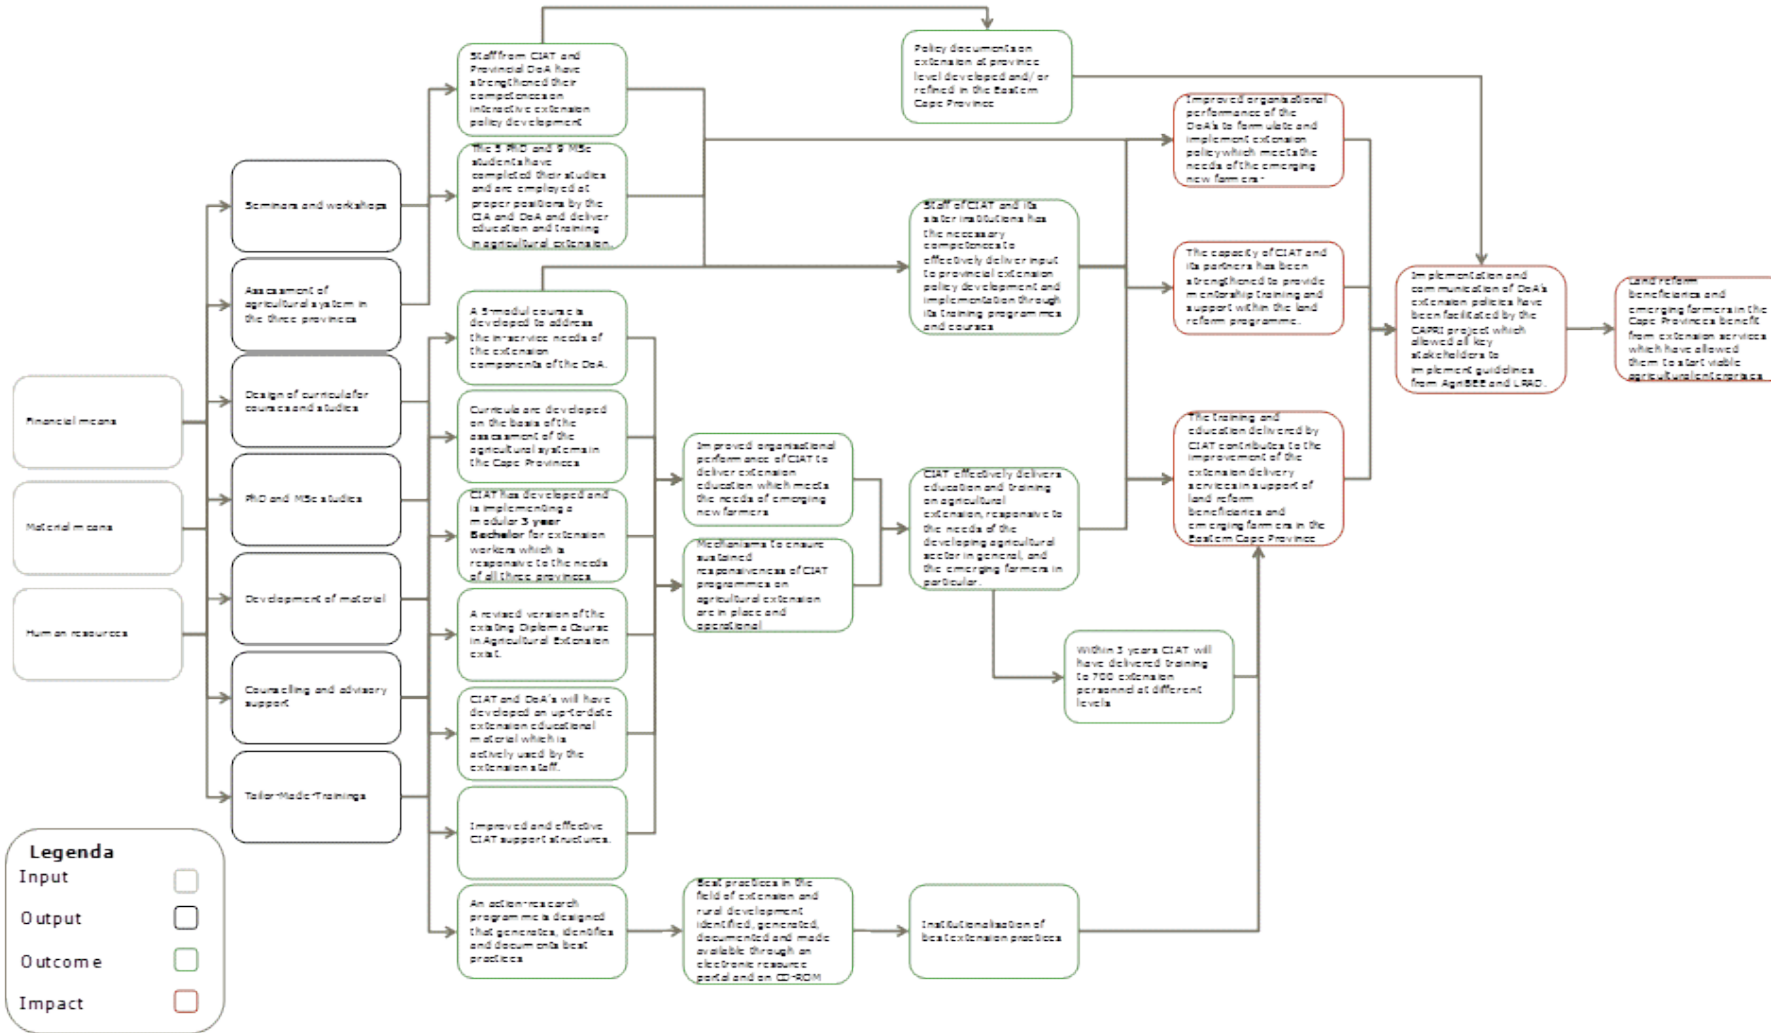 Financial means
Material means
Human resources
Seminars and workshops
Assessment of
agricultural system in
the three provinces
Design of curricula for
courses and studies
PhD and MSc studies
Development of material
Counselling and advisory
support
Tailor-Made-Trainings
Staff from CIAT and
Provincial DoA have
strengthened their
competences on
interactive extension
policy development
The 5 PhD and 9 MSc
students have
completed their studies
and are employed at
proper positions by the
CIA and DoA and deliver
education and training
in agricultural extension.
A 5-modul course is
developed to address
the in-service needs of
the extension
components of the DoA.
Curricula are developed
on the basis of the
assessment of the
agricultural systems in
the Cape Provinces
CIAT has developed and
is implementing a
modular 3 year
Bachelor for extension
workers which is
responsive to the needs
of all three provinces
A revised version of the
existing Diploma Course
in Agricultural Extension
exist.
CIAT and DoA's will have
developed an up-to-date
extension educational
material which is
actively used by the
extension staff.
Improved and effective
CIAT support structures.
An action-research
programme is designed
that generates, identifies
and documents best
practices
Improved organisational
performance of CIAT to
deliver extension
education which meets
the needs of emerging
new farmers
Mechanisms to ensure
sustained
responsiveness of CIAT
programmes on
agricultural extension
are in place and
operational
Best practices in the
field of extension and
rural development
identified, generated,
documented and made
available through an
electronic resource
portal and on CD-ROM
Policy documents on
extension at province
level developed and/ or
refined in the Eastern
Cape Province
Staff of CIAT and its
sister institutions has
the necessary
competences to
effectively deliver input
to provincial extension
policy development and
implementation through
its training programmes
and courses
CIAT effectively delivers
education and training
on agricultural
extension, responsive to
the needs of the
developing agricultural
sector in general, and
the emerging farmers in
particular.
Within 3 years CIAT will
have delivered training
to 700 extension
personnel at different
levels
Institutionalisation of
best extension practices
Improved organisational
performance of the
DoA's to formulate and
implement extension
policy which meets the
needs of the emerging
new farmers-
The capacity of CIAT and
its partners has been
strengthened to provide
mentorship training and
support within the land
reform programme.
The training and
education delivered by
CIAT contributes to the
improvement of the
extension delivery
services in support of
land reform
beneficiaries and
emerging farmers in the
Eastern Cape Province
Implementation and
communication of DoA's
extension policies have
been facilitated by the
CAPRI project which
allowed all key
stakeholders to
implement guidelines
from AgriBEE and LRAD.
Land reform
beneficiaries and
emerging farmers in the
Cape Provinces benefit
from extension services
which have allowed
them to start viable
agricultural enterprises
Legenda
Input
Output
Outcome
Impact